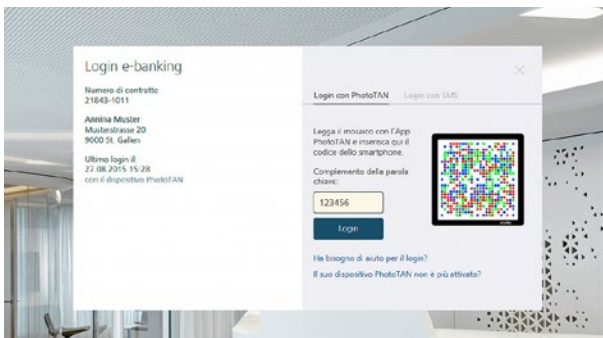 Login e-banking
Numero di contratto
21843-1011
Annina Muster
Musterstrasse 20
9000 St. Gallen
Ultimo login il:
27.08.2015 15:28
con il dispositivo PhotoTAN
Login con PhotoTAN
Login con SMS
Legga il mosaico con l'App
PhotoTAN e inserisca qui il
codice dello smartphone.
Complemento della parola
chiave:
123456
Login
Ha bisogno di aiuto per il login?
Il suo dispositivo PhotoTAN non è più attivato?